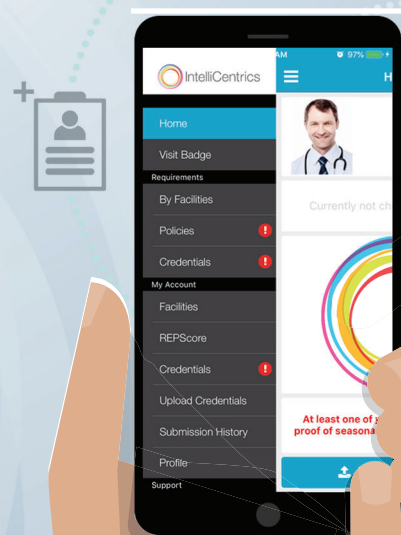 IntelliCentrics
AM
97%
Home
H
Visit Badge
Requirements
By Facilities
Currently not ch
Policies
!
Credentials
!
My Account
Facilities
REPScore
Credentials
!
Upload Credentials
At least one of
Submission History
proof of seasona
Profile
Support